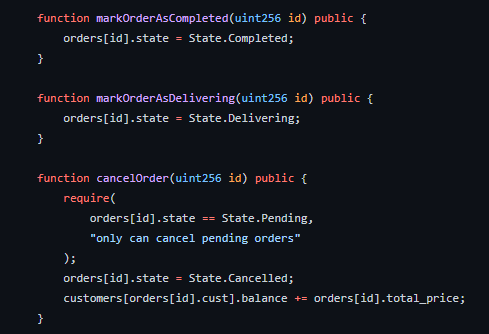 function markOrderAsCompleted(uint256 id) public {
orders[id].state = State.Completed;
}
function markOrderAsDelivering(uint256 id) public {
orders[id].state = State.Delivering;
}
function cancelOrder(uint256 id) public {
require(
orders[id].state == State.Pending,
"only can cancel pending orders"
);
orders[id].state = State.Cancelled;
customers[orders[id].cust].balance += orders[id].total_price;
}